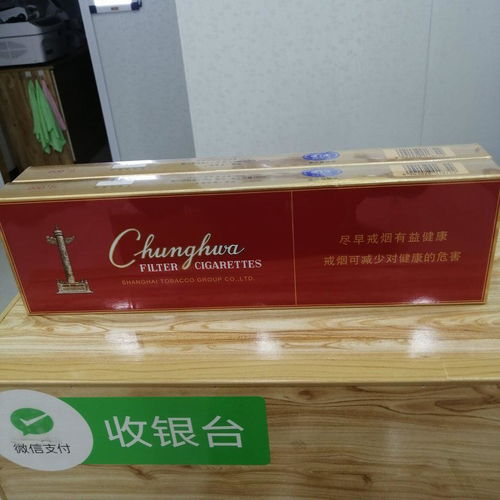 Chunghwa
FILTER CIGARETTES
SHANGHAI TOBACCO GROUP CO., LTD.
尽早戒烟有益健康
戒烟可减少对健康的危害
微信支付
收银台